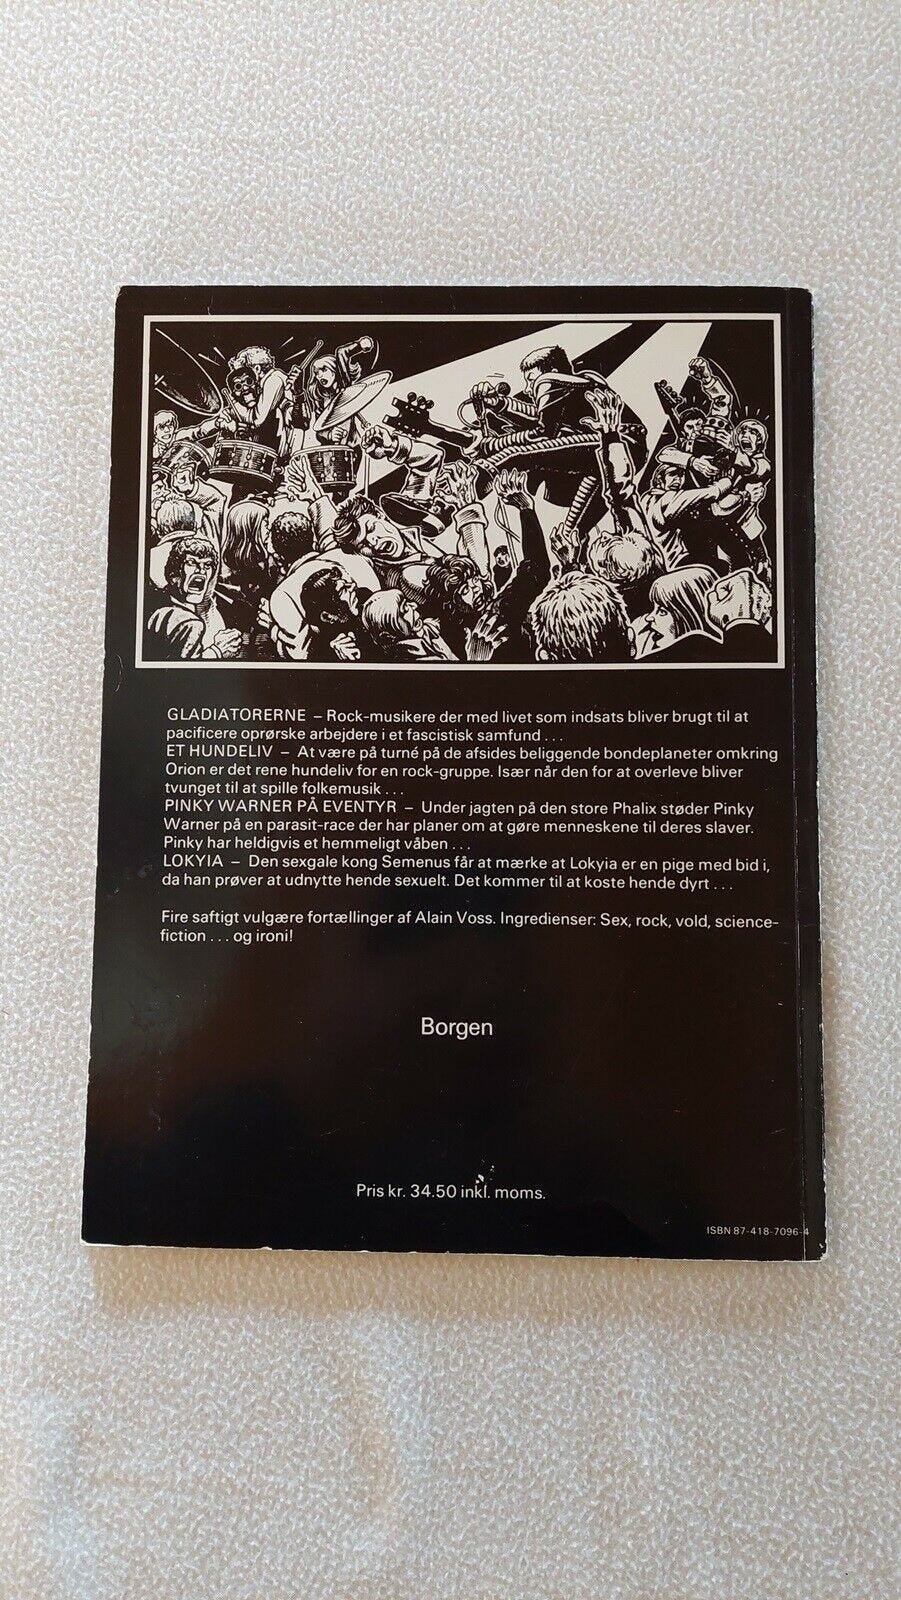 GLADIATORERNE – Rock-musikere der med livet som indsats bliver brugt til at
pacificere oprørske arbejdere i et fascistisk samfund . . .
ET HUNDELIV – At være på turné på de afsides beliggende bondeplaneter omkring
Orion er det rene hundeliv for en rock-gruppe. Især når den for at overleve bliver
tvunget til at spille folkemusik . . .
PINKY WARNER PÅ EVENTYR – Under jagten på den store Phalix støder Pinky
Warner på en parasit-race der har planer om at gøre menneskene til deres slaver.
Pinky har heldigvis et hemmeligt våben . . .
LOKYIA – Den sexgale kong Semenus får at mærke at Lokyia er en pige med bid i,
da han prøver at udnytte hende sexuelt. Det kommer til at koste hende dyrt . . .
Fire saftigt vulgære fortællinger af Alain Voss. Ingredienser: Sex, rock, vold, science-
fiction . . . og ironi!
Borgen
Pris kr. 34.50 inkl. moms.
ISBN 87-418-7096-4